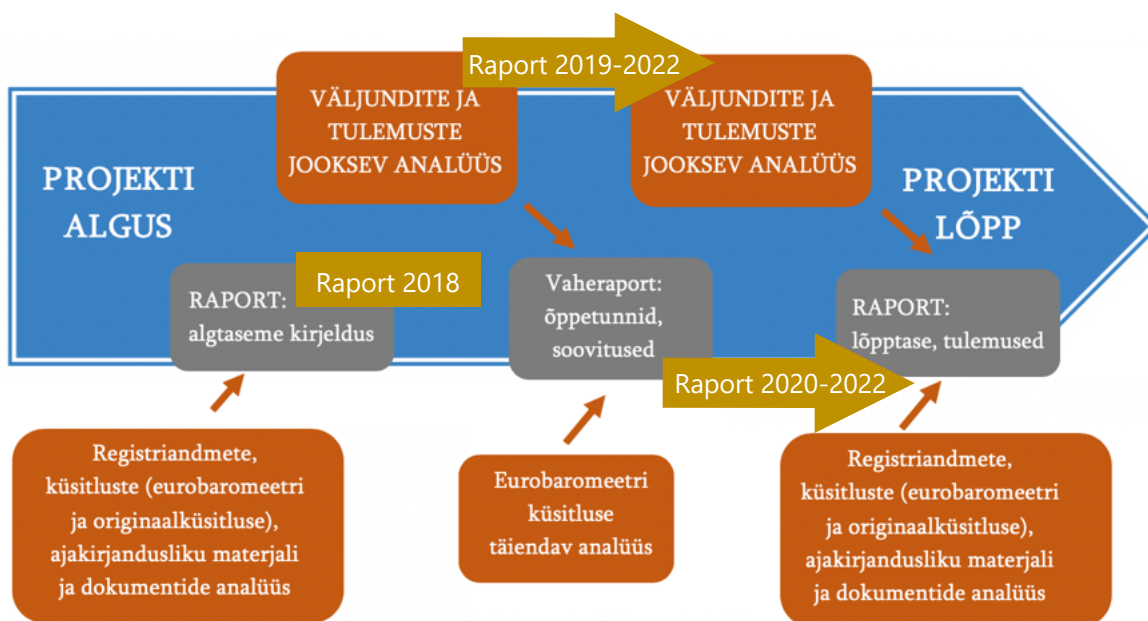 Raport 2019-2022
VÄLJUNDITE JA
TULEMUSTE
JOOKSEV ANALÜÜS
VÄLJUNDITE JA
TULEMUSTE
JOOKSEV ANALÜÜS
PROJEKTI
ALGUS
PROJEKTI
LÕPP
Raport 2018
RAPORT:
algtaseme kirjeldus
Vaheraport:
õppetunnid,
soovitused
RAPORT:
lõpptase, tulemused
Raport 2020-2022
Registriandmete,
küsitluste (eurobaromeetri
ja originaalküsitluse),
ajakirjandusliku materjali
ja dokumentide analüüs
Eurobaromeetri
küsitluse
täiendav analüüs
Registriandmete,
küsitluste (eurobaromeetri
ja originaalküsitluse),
ajakirjandusliku materjali
ja dokumentide analüüs